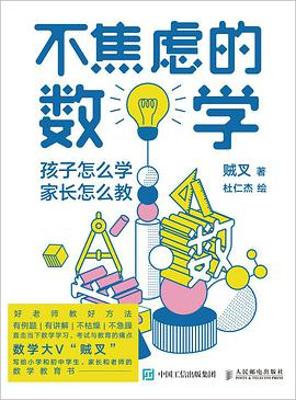 不焦虑的
数学
孩子怎么学
家长怎么教
贼叉 著
杜仁杰 绘
数
好老师教好方法
有例题|有讲解|不枯燥|不急躁
直击当下数学学习、考试与教育的痛点
数学大V“贼叉”
写给小学和初中学生、家长和老师的
数学教育书
中国工信出版集团
人民邮电出版社